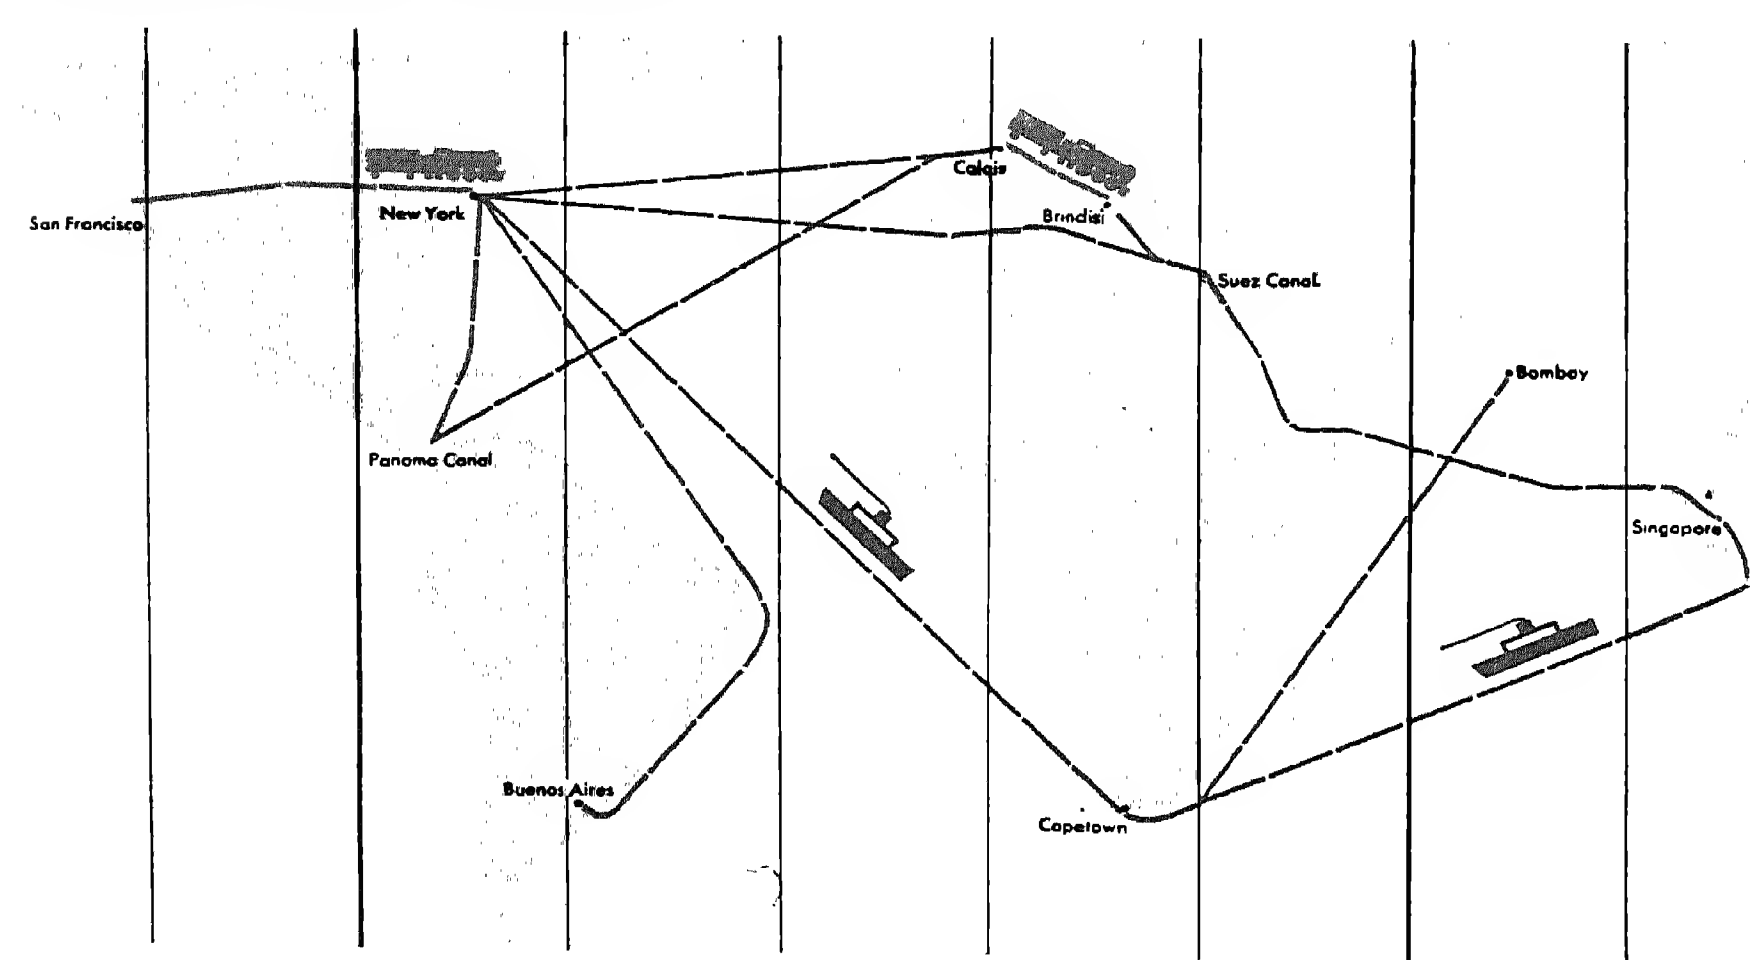 Calais
New York
Brindisi
San Francisco
Suez Canal
Bombay
Panama Canal
Singapore
Buenos Aires
Capetown